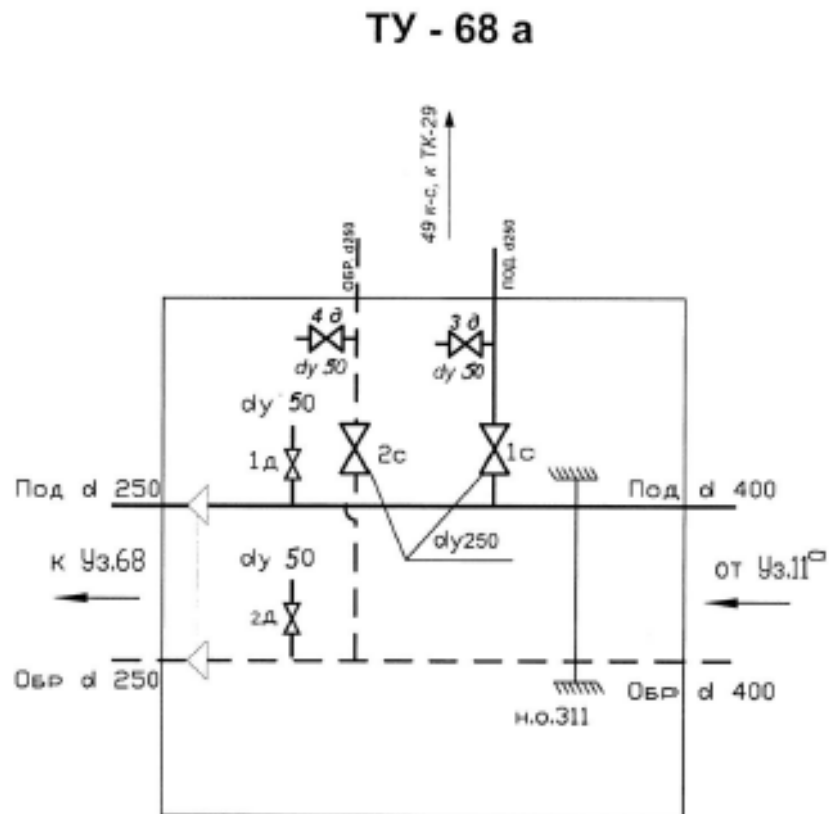 ТУ - 68 а
49 к-с, к ТК-29
ОБР. d250
ПОД. d250
4 д
3 д
dy 50
dy 50
dy 50
1д
2с
1с
Под d 250
Под d 400
dy250
к Уз.68
dy 50
от Уз.11а
2д
Обр d 250
Обр d 400
н.о.311